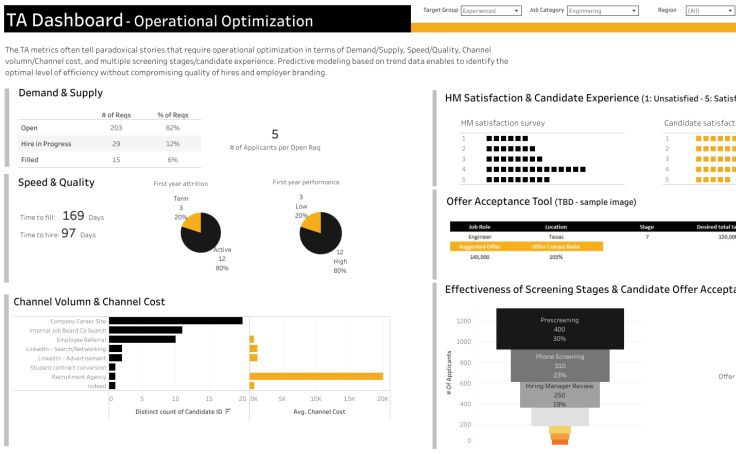 TA Dashboard - Operational Optimization
Target Group Experienced
Job Category Enginnering
Region (All)
The TA metrics often tell paradoxical stories that require operational optimization in terms of Demand/Supply, Speed/Quality, Channel
volumn/Channel cost, and multiple screening stages/candidate experience. Predictive modeling based on trend data enables to identify the
optimal level of efficiency without compromising quality of hires and employer branding.
Demand & Supply
# of Reqs % of Reqs
Open 203 82%
Hire in Progress 29 12%
Filled 15 6%
5
# of Applicants per Open Req
Speed & Quality
Time to fill: 169 Days
Time to hire: 97 Days
First year attrition
Term
3
20%
Active
12
80%
First year performance
3
Low
20%
12
High
80%
Channel Volumn & Channel Cost
Company Career Site
Internal Job Board CV Search
Employee Referral
LinkedIn - Search/Networking
LinkedIn - Advertisement
Student contract conversion
Recruitment Agency
Indeed
0 5 10 15 20
Distinct count of Candidate ID
0K 5K 10K 15K 20K
Avg. Channel Cost
HM Satisfaction & Candidate Experience (1: Unsatisfied - 5: Satisf
HM satisfaction survey
1
2
3
4
5
Candidate satisfact
1
2
3
4
5
Offer Acceptance Tool (TBD - sample image)
Job Role Location Stage Desired total ta
Engineer Texas 7 150,000
Suggested Offer Offer Compa Ratio
145,000 105%
Effectiveness of Screening Stages & Candidate Offer Accepta
# Of Applicants
1200
1000
800
600
400
200
0
Prescreening
400
30%
Phone Screening
310
23%
Hiring Manager Review
250
19%
Offer